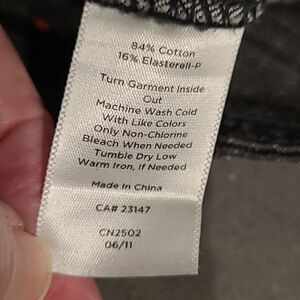 84% Cotton
16% Elasterell-P
Turn Garment Inside
Out
Machine Wash Cold
With Like Colors
Only Non-Chlorine
Bleach When Needed
Tumble Dry Low
Warm Iron, If Needed
Made in China
CA# 23147
CN2502
06/11